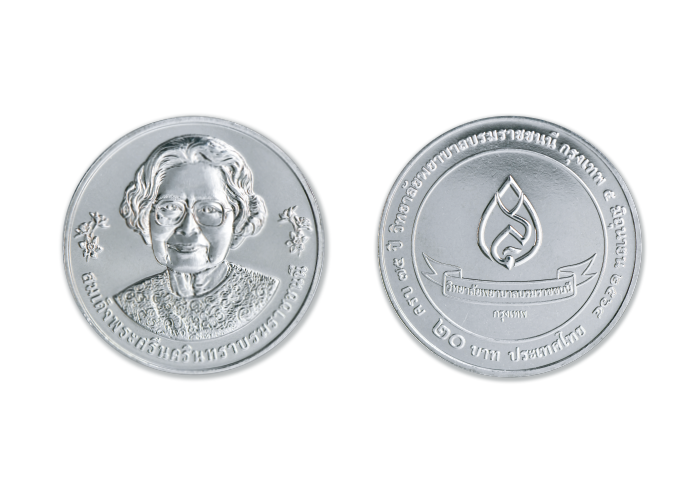 สมเด็จพระศรีนครินทราบรมราชชนนี
ครบ ๗๒ ปี วิทยาลัยพยาบาลบรมราชชนนี กรุงเทพ ๕ มิถุนายน ๒๕๖๑
วิทยาลัยพยาบาลบรมราชชนนี
กรุงเทพ
๒๐ บาท ประเทศไทย